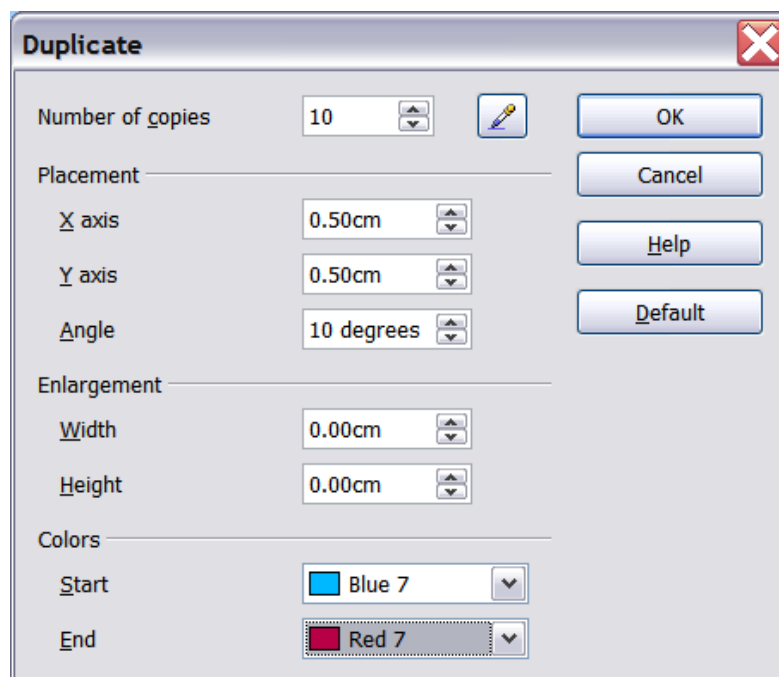 Duplicate
Number of copies 10 OK
Placement Cancel
X axis 0.50cm
Help
Y axis 0.50cm
Default
Angle 10 degrees
Enlargement
Width 0.00cm
Height 0.00cm
Colors
Start Blue 7
End Red 7